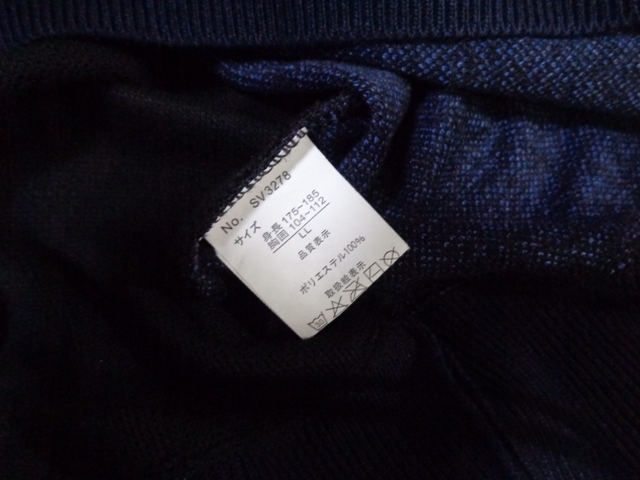 No. SV3278
サイズ
身長 175~185
胸囲 104~112
LL
品質表示
ポリエステル100%
取扱絵表示